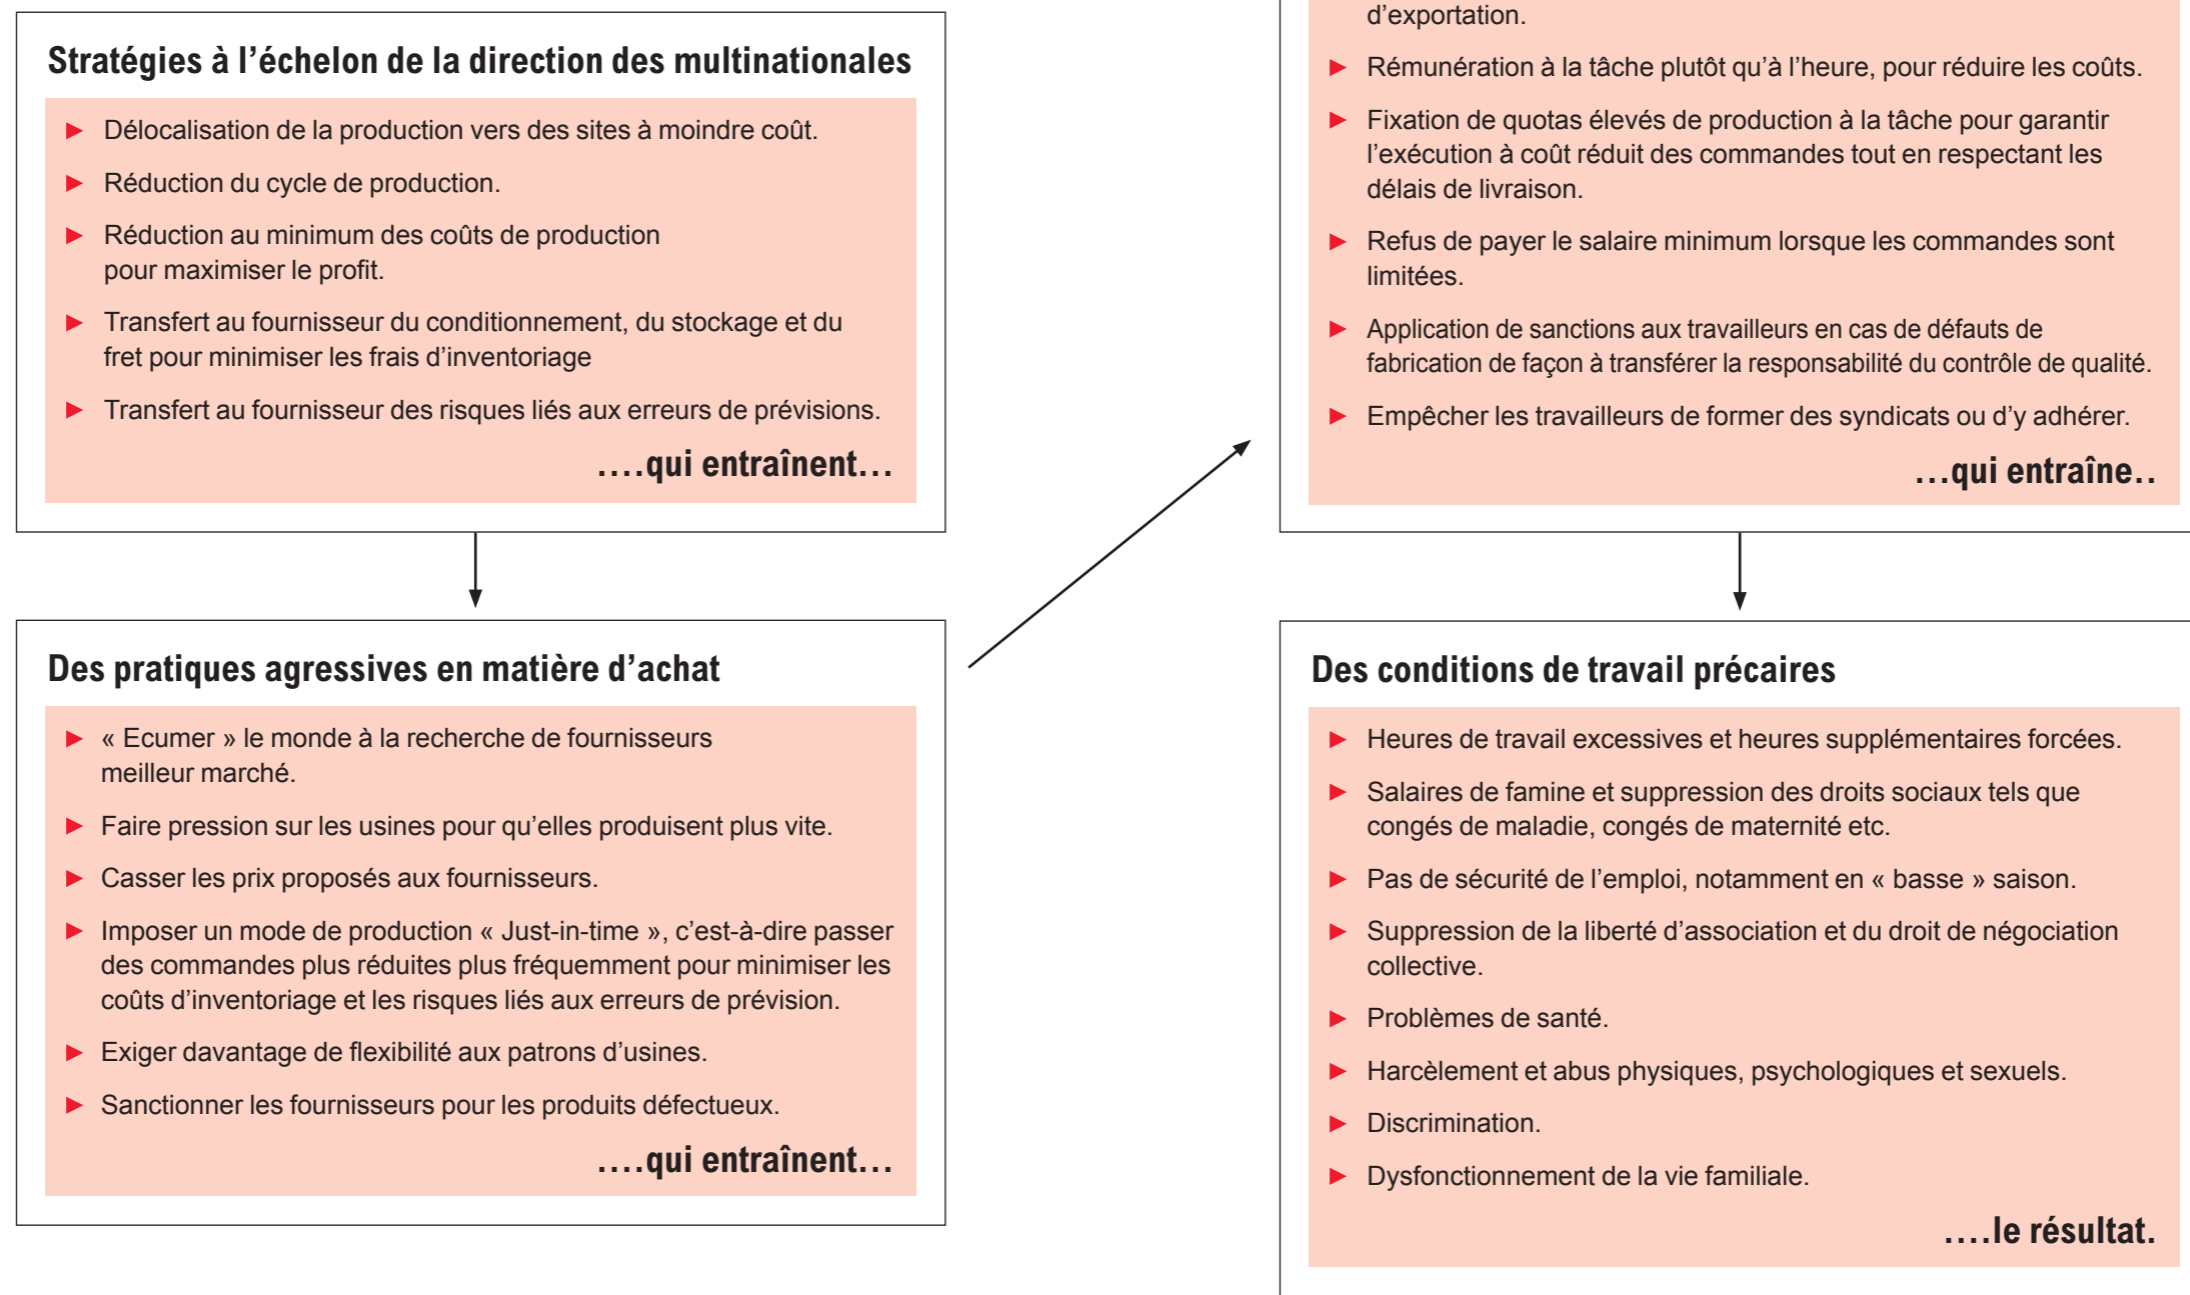 Stratégies à l’échelon de la direction des multinationales
► Délocalisation de la production vers des sites à moindre coût.
► Réduction du cycle de production.
► Réduction au minimum des coûts de production
pour maximiser le profit.
► Transfert au fournisseur du conditionnement, du stockage et du
fret pour minimiser les frais d’inventoriage
► Transfert au fournisseur des risques liés aux erreurs de prévisions.
....qui entraînent...
Des pratiques agressives en matière d’achat
► « Ecumer » le monde à la recherche de fournisseurs
meilleur marché.
► Faire pression sur les usines pour qu’elles produisent plus vite.
► Casser les prix proposés aux fournisseurs.
► Imposer un mode de production « Just-in-time », c’est-à-dire passer
des commandes plus réduites plus fréquemment pour minimiser les
coûts d’inventoriage et les risques liés aux erreurs de prévision.
► Exiger davantage de flexibilité aux patrons d’usines.
► Sanctionner les fournisseurs pour les produits défectueux.
....qui entraînent...
d’exportation.
► Rémunération à la tâche plutôt qu’à l’heure, pour réduire les coûts.
► Fixation de quotas élevés de production à la tâche pour garantir
l’exécution à coût réduit des commandes tout en respectant les
délais de livraison.
► Refus de payer le salaire minimum lorsque les commandes sont
limitées.
► Application de sanctions aux travailleurs en cas de défauts de
fabrication de façon à transférer la responsabilité du contrôle de qualité.
► Empêcher les travailleurs de former des syndicats ou d’y adhérer.
...qui entraîne..
Des conditions de travail précaires
► Heures de travail excessives et heures supplémentaires forcées.
► Salaires de famine et suppression des droits sociaux tels que
congés de maladie, congés de maternité etc.
► Pas de sécurité de l’emploi, notamment en « basse » saison.
► Suppression de la liberté d’association et du droit de négociation
collective.
► Problèmes de santé.
► Harcèlement et abus physiques, psychologiques et sexuels.
► Discrimination.
► Dysfonctionnement de la vie familiale.
....le résultat.